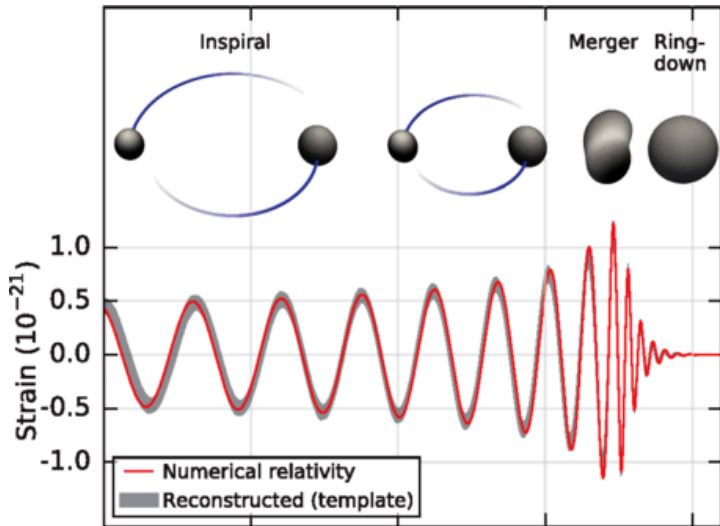 Inspiral
Merger
Ring-
down
Strain (10⁻²¹)
1.0
0.5
0.0
-0.5
-1.0
Numerical relativity
Reconstructed (template)